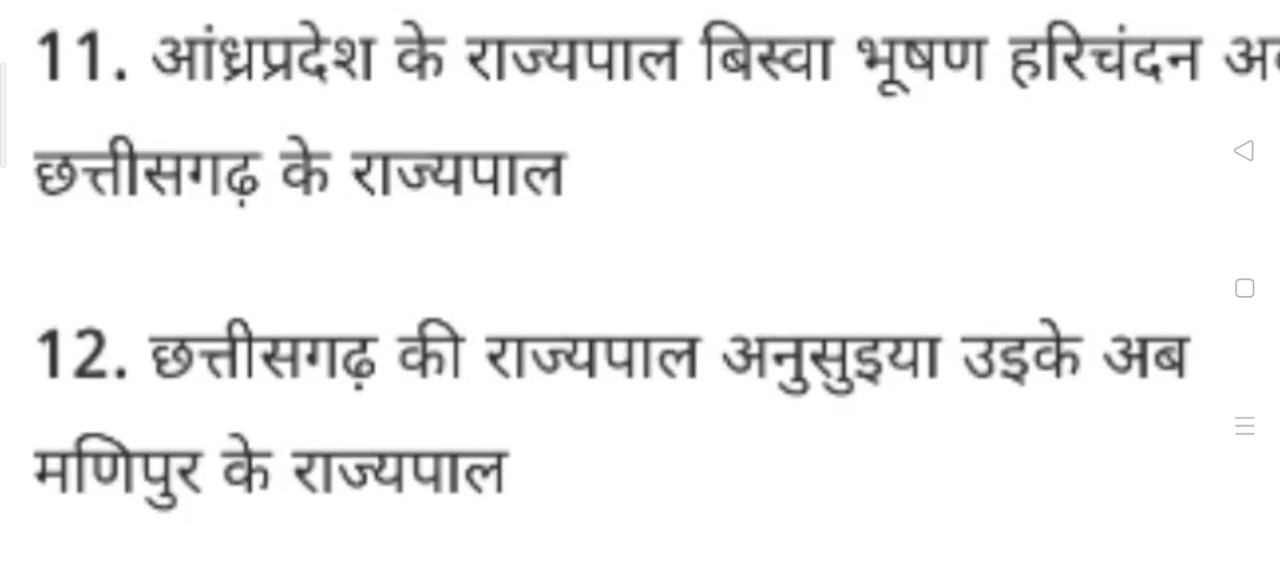 11. आंध्रप्रदेश के राज्यपाल बिस्वा भूषण हरिचंदन
छत्तीसगढ़ के राज्यपाल
12. छत्तीसगढ़ की राज्यपाल अनुसुइया उइके अब
मणिपुर के राज्यपाल